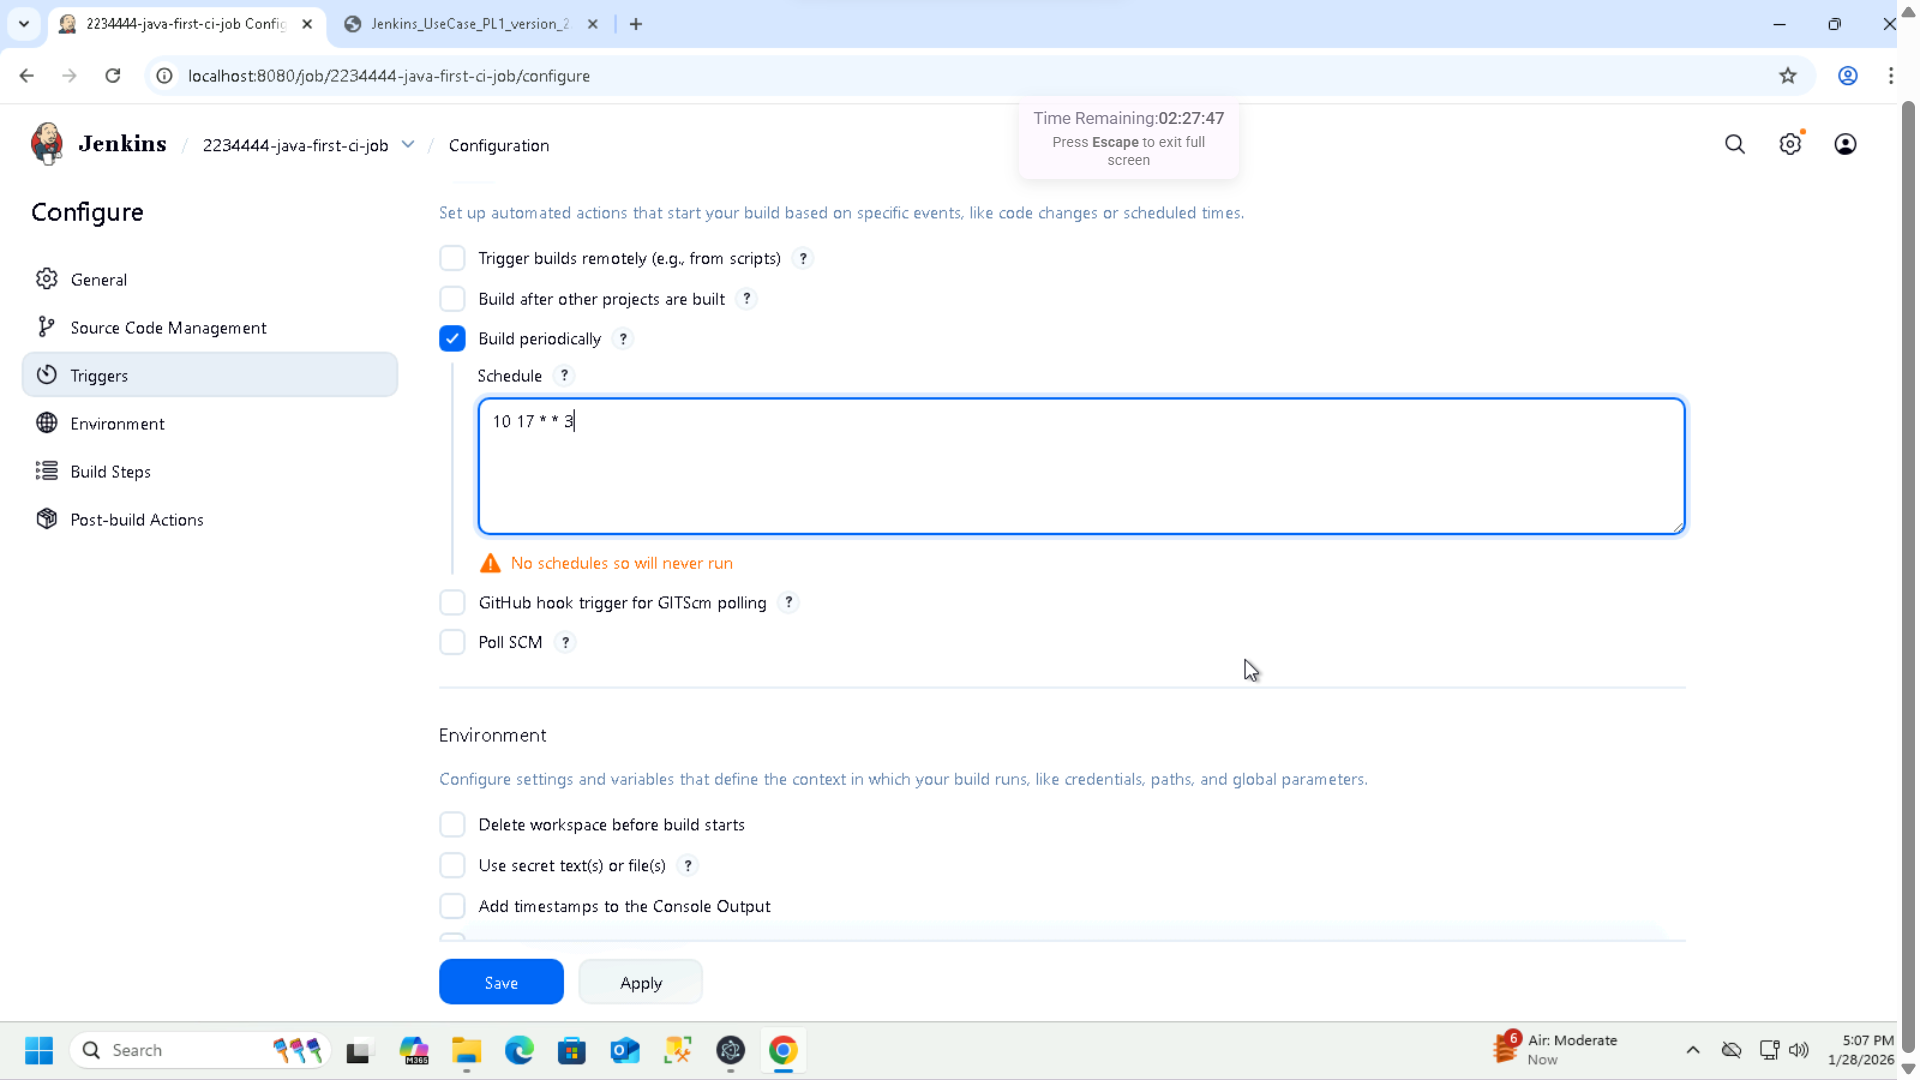 2234444-java-first-ci-job Config
Jenkins_UseCase_PL1_version_2
localhost:8080/job/2234444-java-first-ci-job/configure
Time Remaining:02:27:47
Press Escape to exit full
screen
Jenkins / 2234444-java-first-ci-job / Configuration
Configure
General
Source Code Management
Triggers
Environment
Build Steps
Post-build Actions
Set up automated actions that start your build based on specific events, like code changes or scheduled times.
Trigger builds remotely (e.g., from scripts) ?
Build after other projects are built ?
Build periodically ?
Schedule ?
10 17 * * 3
No schedules so will never run
GitHub hook trigger for GITScm polling ?
Poll SCM ?
Environment
Configure settings and variables that define the context in which your build runs, like credentials, paths, and global parameters.
Delete workspace before build starts
Use secret text(s) or file(s) ?
Add timestamps to the Console Output
Save
Apply
Search
M365
6
Air: Moderate
Now
5:07 PM
1/28/2026